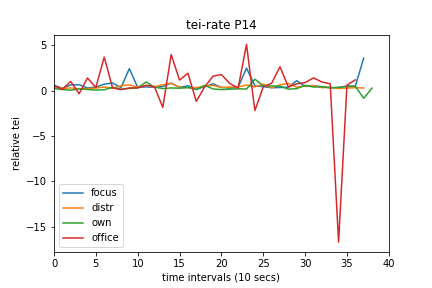 tei-rate P14
relative tei
5
0
−5
−10
−15
focus
distr
own
office
0 5 10 15 20 25 30 35 40
time intervals (10 secs)